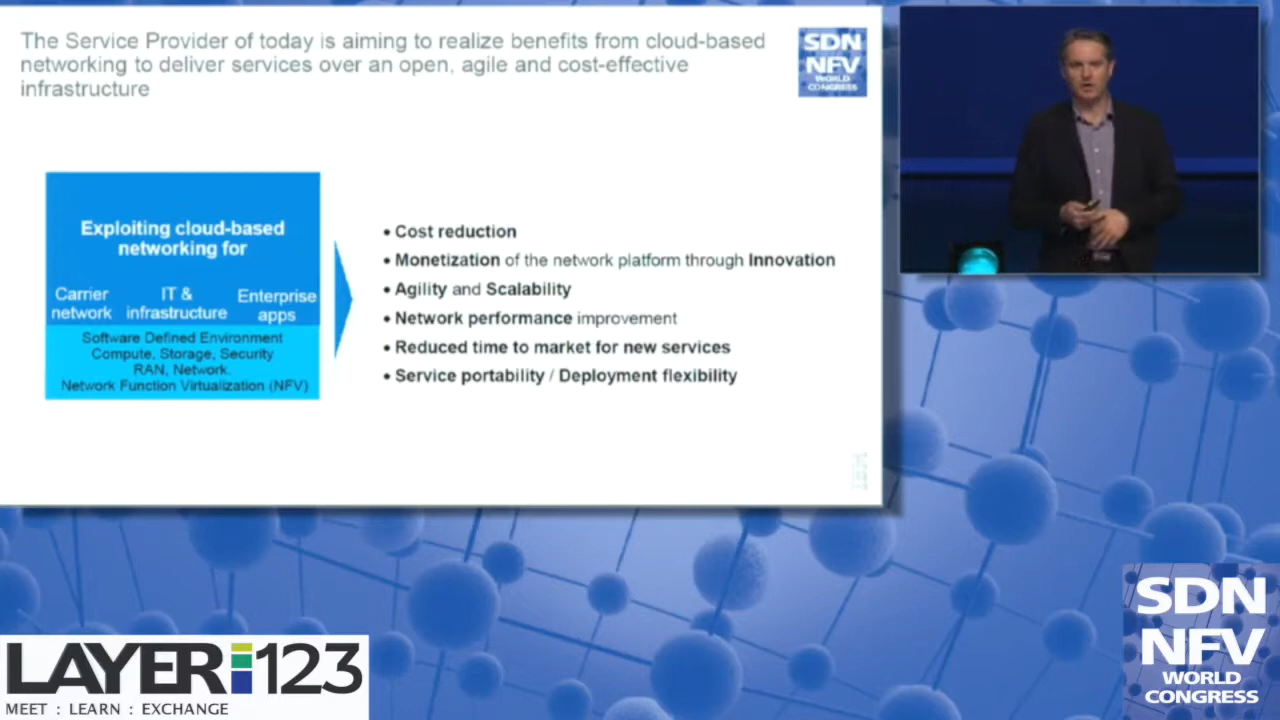 The Service Provider of today is aiming to realize benefits from cloud-based
networking to deliver services over an open, agile and cost-effective
infrastructure
SDN
NFV
WORLD
CONGRESS
Exploiting cloud-based
networking for
Carrier network
IT & infrastructure
Enterprise apps
Software Defined Environment
Compute, Storage, Security
RAN, Network.
Network Function Virtualization (NFV)
• Cost reduction
• Monetization of the network platform through Innovation
• Agility and Scalability
• Network performance improvement
• Reduced time to market for new services
• Service portability / Deployment flexibility
IBM
LAYER123
MEET : LEARN : EXCHANGE
SDN
NFV
WORLD
CONGRESS